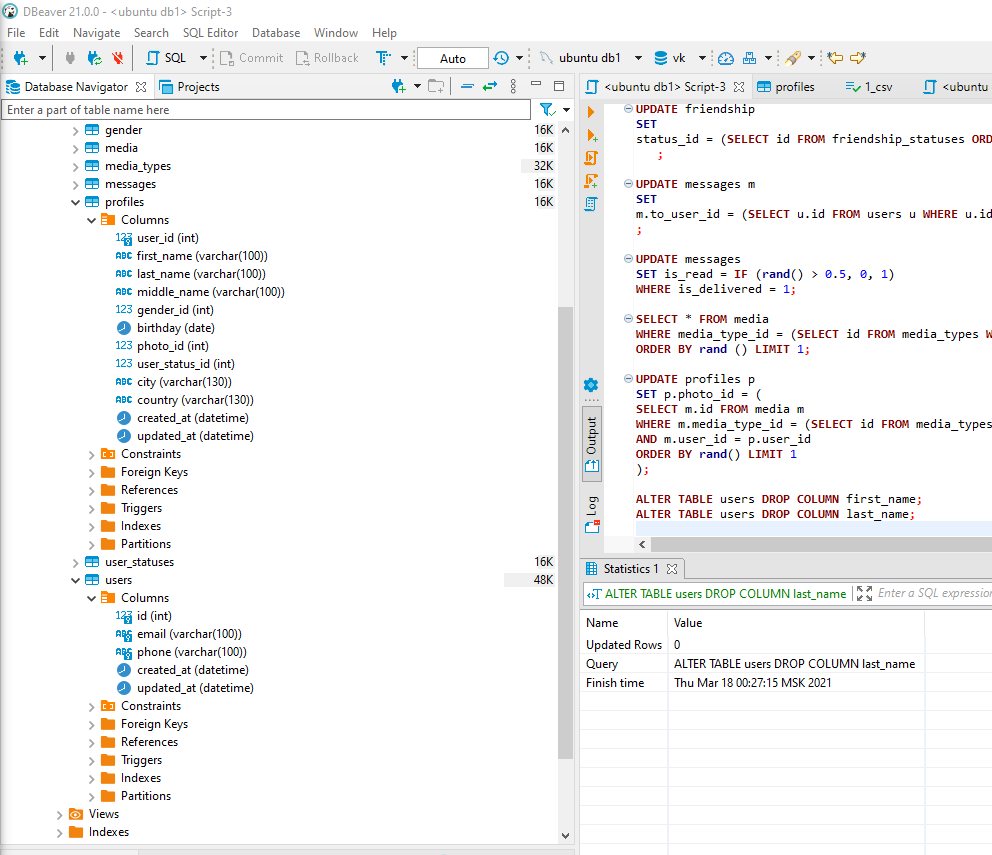 DBeaver 21.0.0 - <ubuntu db1> Script-3
File Edit Navigate Search SQL Editor Database Window Help
SQL Commit Rollback Auto ubuntu db1 vk
Database Navigator Projects
Enter a part of table name here
gender 16K
media 16K
media_types 32K
messages 16K
profiles 16K
Columns
user_id (int)
first_name (varchar(100))
last_name (varchar(100))
middle_name (varchar(100))
gender_id (int)
birthday (date)
photo_id (int)
user_status_id (int)
city (varchar(130))
country (varchar(130))
created_at (datetime)
updated_at (datetime)
Constraints
Foreign Keys
References
Triggers
Indexes
Partitions
user_statuses 16K
users 48K
Columns
id (int)
email (varchar(100))
phone (varchar(100))
created_at (datetime)
updated_at (datetime)
Constraints
Foreign Keys
References
Triggers
Indexes
Partitions
Views
Indexes
<ubuntu db1> Script-3 profiles 1_csv <ubuntu
UPDATE friendship
SET
status_id = (SELECT id FROM friendship_statuses ORD
;
UPDATE messages m
SET
m.to_user_id = (SELECT u.id FROM users u WHERE u.id
;
UPDATE messages
SET is_read = IF (rand() > 0.5, 0, 1)
WHERE is_delivered = 1;
SELECT * FROM media
WHERE media_type_id = (SELECT id FROM media_types W
ORDER BY rand () LIMIT 1;
UPDATE profiles p
SET p.photo_id = (
SELECT m.id FROM media m
WHERE m.media_type_id = (SELECT id FROM media_types
AND m.user_id = p.user_id
ORDER BY rand() LIMIT 1
);
ALTER TABLE users DROP COLUMN first_name;
ALTER TABLE users DROP COLUMN last_name;
Output
Log
Statistics 1
ALTER TABLE users DROP COLUMN last_name Enter a SQL expression
Name Value
Updated Rows 0
Query ALTER TABLE users DROP COLUMN last_name
Finish time Thu Mar 18 00:27:15 MSK 2021